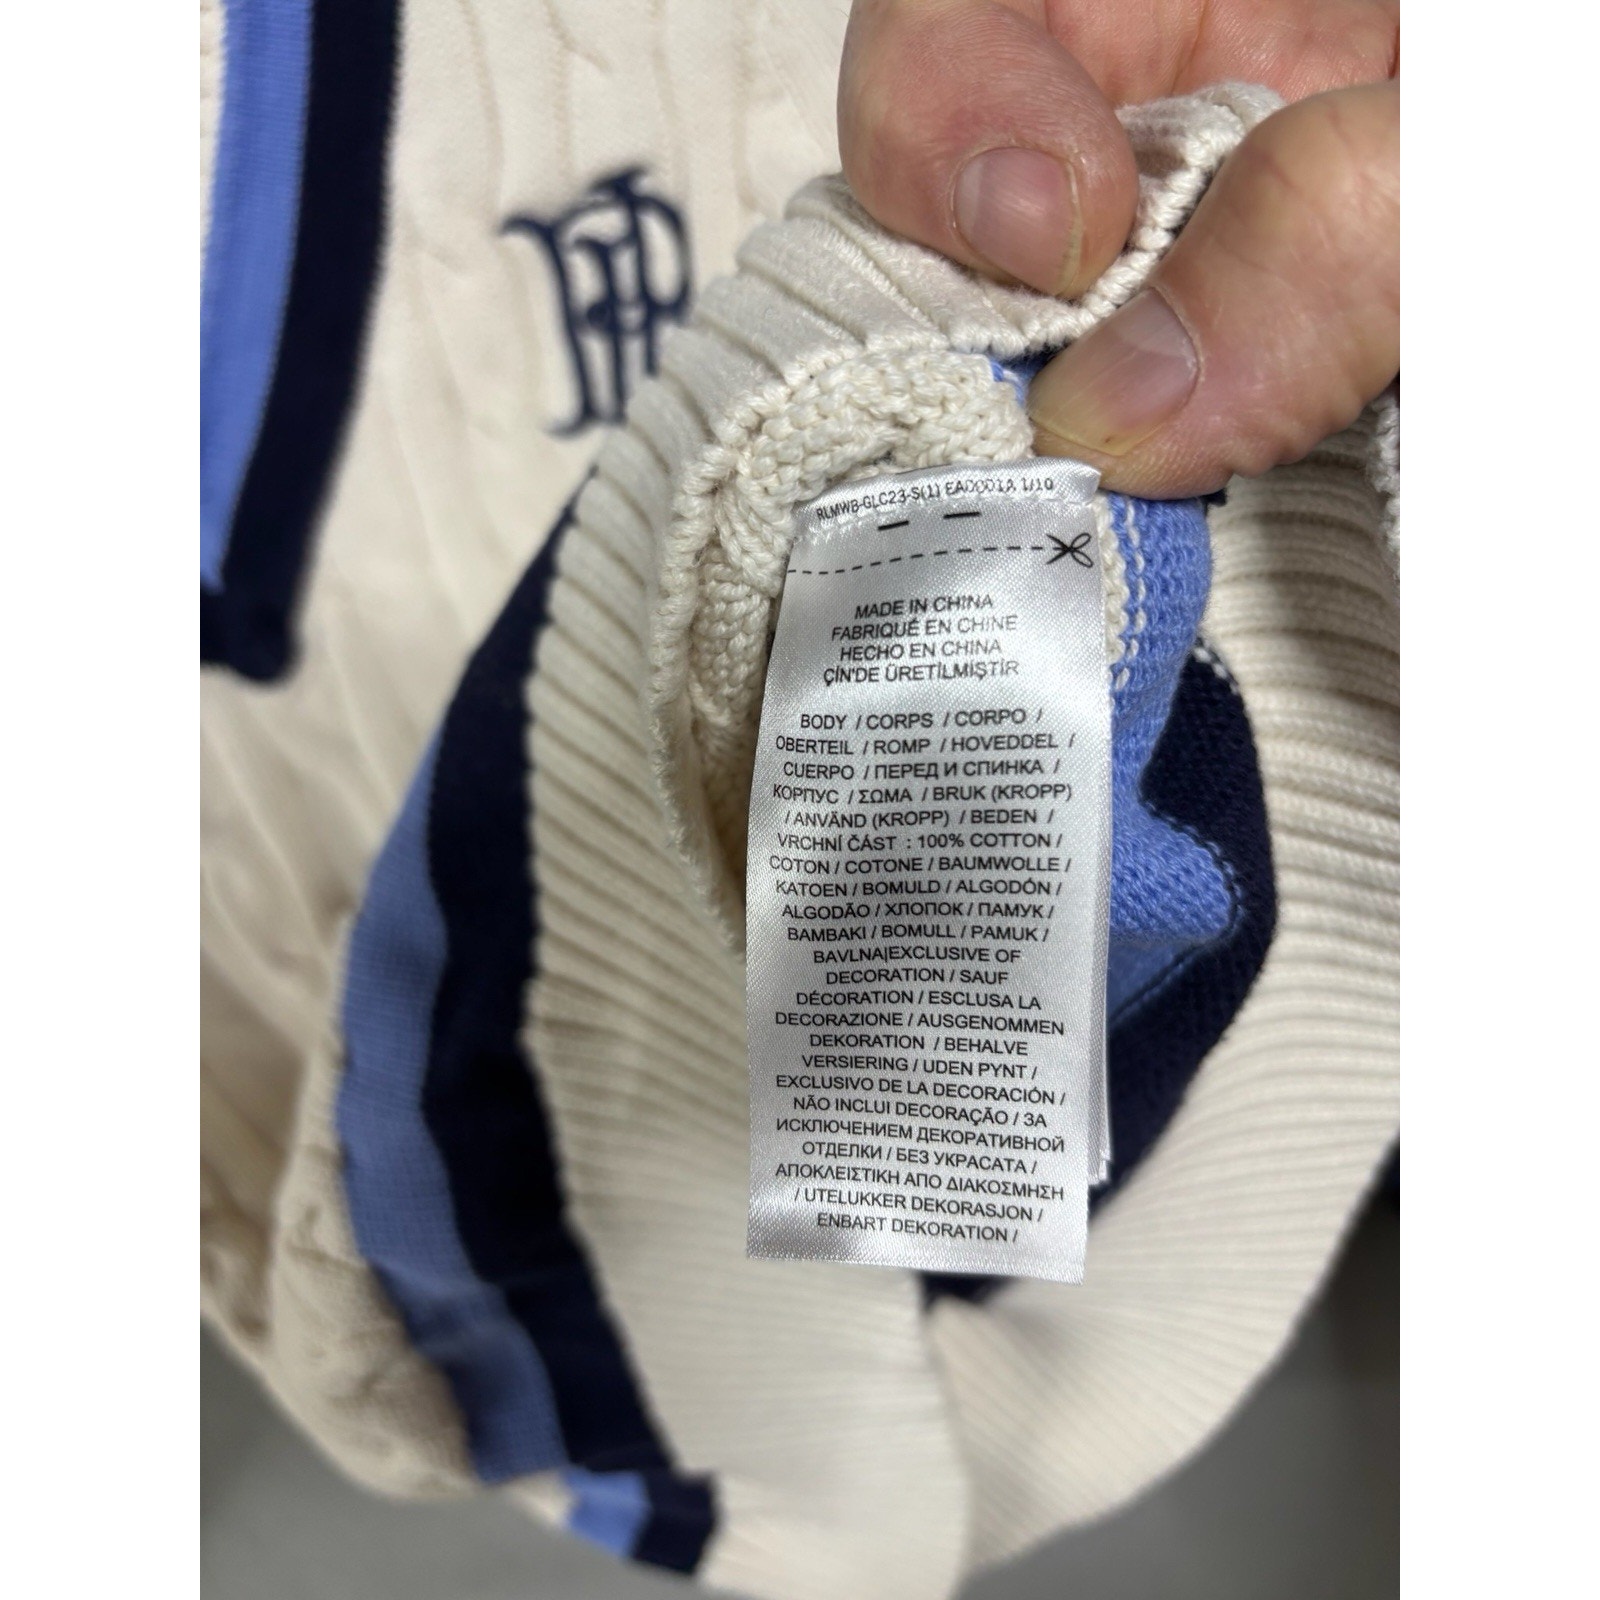 RLMWB-GLC23-S(1) EAD001A 1/10
MADE IN CHINA
FABRIQUÉ EN CHINE
HECHO EN CHINA
ÇİN'DE ÜRETİLMİŞTİR
BODY / CORPS / CORPO /
OBERTEIL / ROMP / HOVEDDEL /
CUERPO / ПЕРЕД И СПИНКА /
КОРПУС / ΣΩΜΑ / BRUK (KROPP)
/ ANVÄND (KROPP) / BEDEN /
VRCHNÍ ČÁST : 100% COTTON /
COTON / COTONE / BAUMWOLLE /
KATOEN / BOMULD / ALGODÓN /
ALGODÃO / ХЛОПОК / ПАМУК /
BAMBAKI / BOMULL / PAMUK /
BAVLNA|EXCLUSIVE OF
DECORATION / SAUF
DÉCORATION / ESCLUSA LA
DECORAZIONE / AUSGENOMMEN
DEKORATION / BEHALVE
VERSIERING / UDEN PYNT /
EXCLUSIVO DE LA DECORACIÓN /
NÃO INCLUI DECORAÇÃO / ЗА
ИСКЛЮЧЕНИЕМ ДЕКОРАТИВНОЙ
ОТДЕЛКИ / БЕЗ УКРАСАТА /
ΑΠΟΚΛΕΙΣΤΙΚΗ ΑΠΟ ΔΙΑΚΟΣΜΗΣΗ
/ UTELUKKER DEKORASJON /
ENBART DEKORATION /